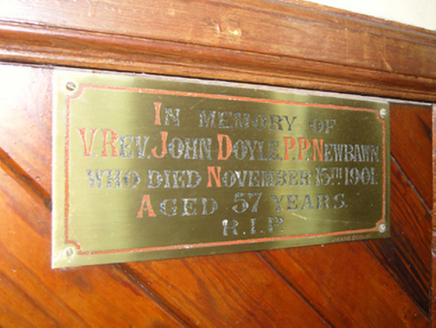 IN MEMORY OF
V. REV. JOHN DOYLE, P.P. NEWBAWN
WHO DIED NOVEMBER 15TH 1901.
AGED 57 YEARS.
R.I.P.